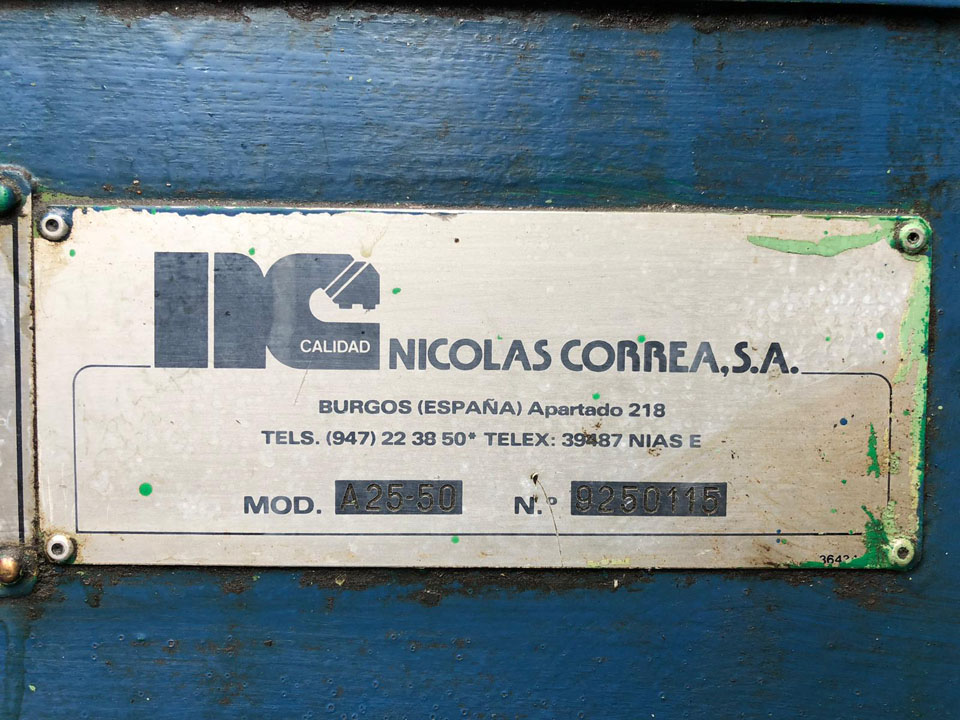 NC
CALIDAD
NICOLAS CORREA, S.A.
BURGOS (ESPAÑA) Apartado 218
TELS. (947) 22 38 50* TELEX: 39487 NIAS E
MOD. A25-50 N.º 9250115